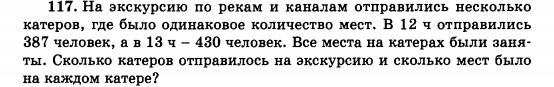 117. На экскурсию по рекам и каналам отправились несколько
катеров, где было одинаковое количество мест. В 12 ч отправились
387 человек, а в 13 ч – 430 человек. Все места на катерах были заня-
ты. Сколько катеров отправилось на экскурсию и сколько мест было
на каждом катере?